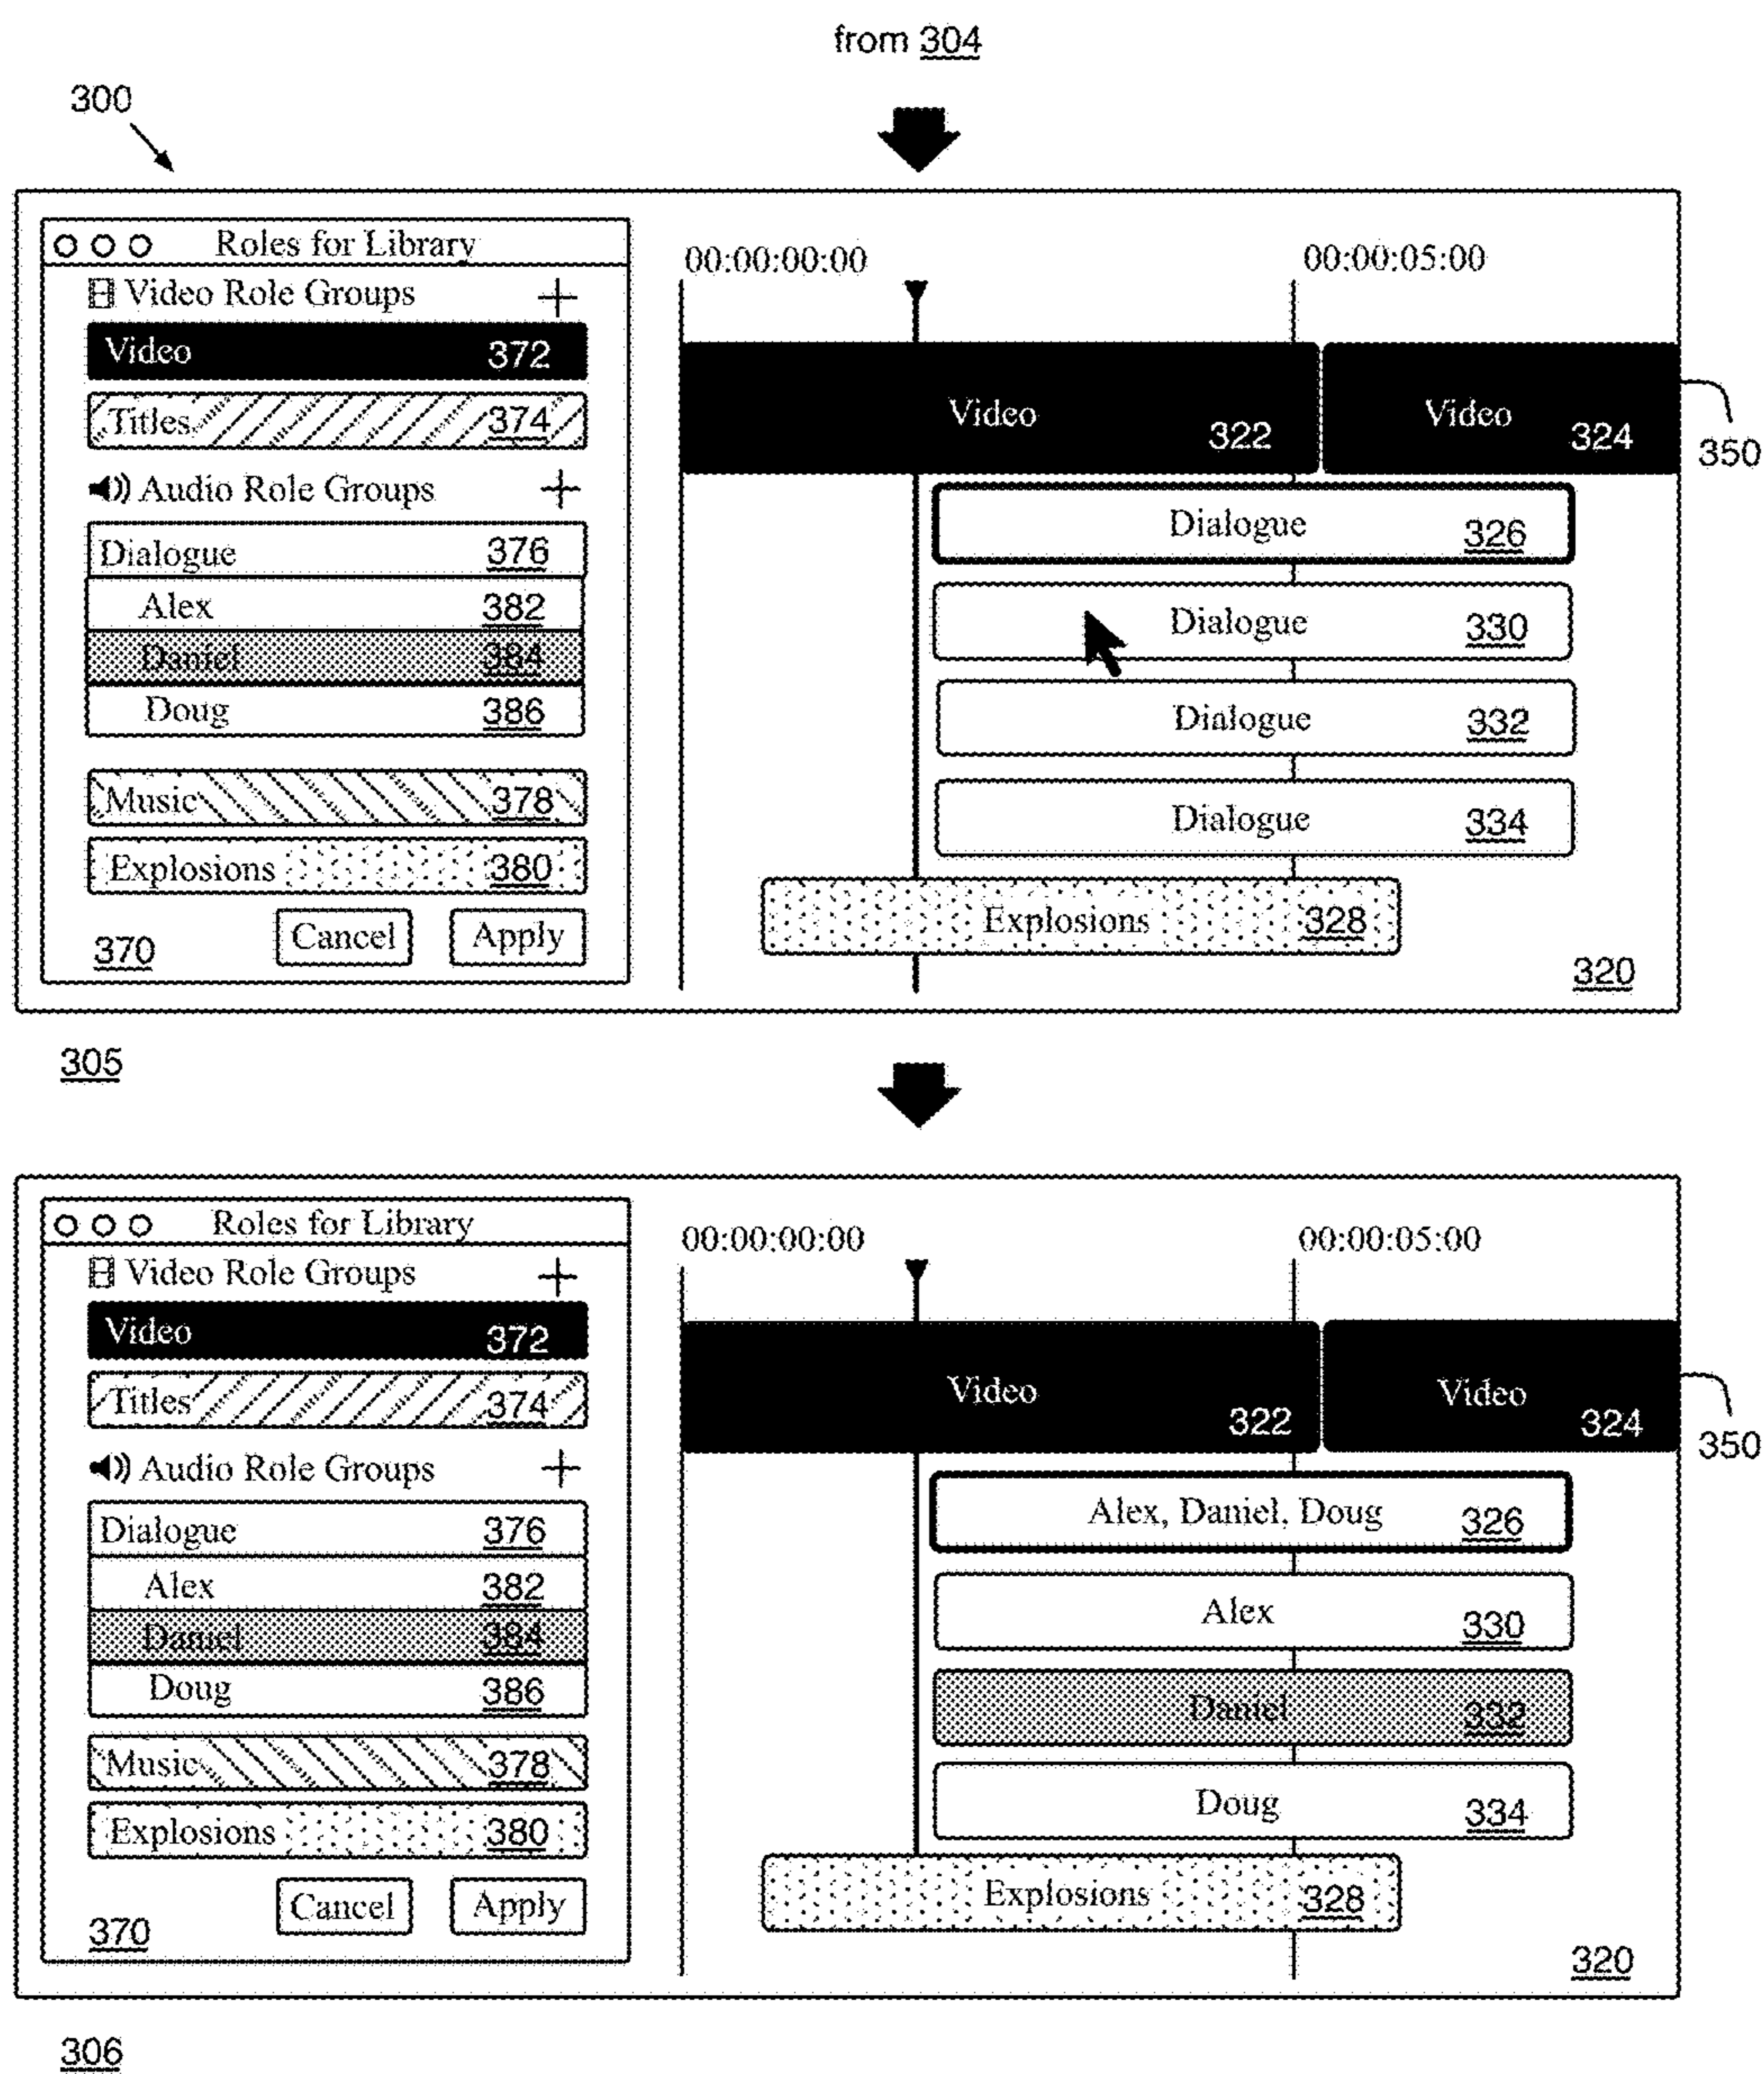 from 304
300
Roles for Library
Video Role Groups +
Video 372
Titles 374
Audio Role Groups +
Dialogue 376
Alex 382
Daniel 384
Doug 386
Music 378
Explosions 380
Cancel Apply
370
00:00:00:00 00:00:05:00
Video 322
Video 324
350
Dialogue 326
Dialogue 330
Dialogue 332
Dialogue 334
Explosions 328
320
305
Roles for Library
Video Role Groups +
Video 372
Titles 374
Audio Role Groups +
Dialogue 376
Alex 382
Daniel 384
Doug 386
Music 378
Explosions 380
Cancel Apply
370
00:00:00:00 00:00:05:00
Video 322
Video 324
350
Alex, Daniel, Doug 326
Alex 330
Daniel 332
Doug 334
Explosions 328
320
306